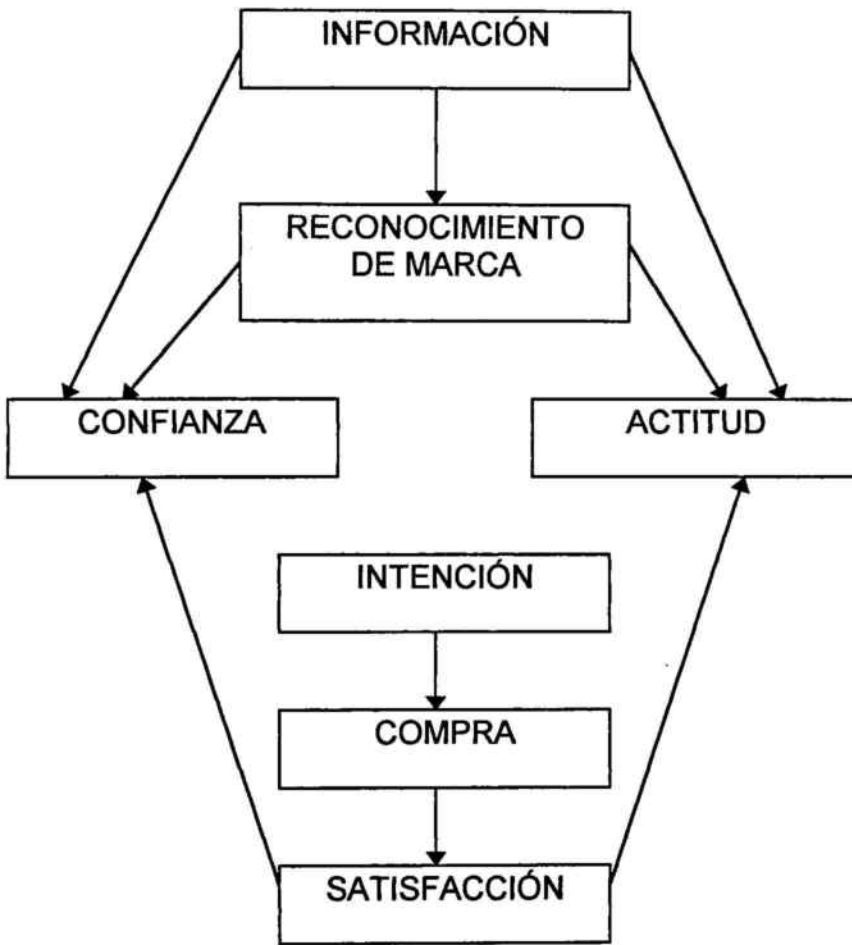 INFORMACIÓN
RECONOCIMIENTO
DE MARCA
CONFIANZA
ACTITUD
INTENCIÓN
COMPRA
SATISFACCIÓN